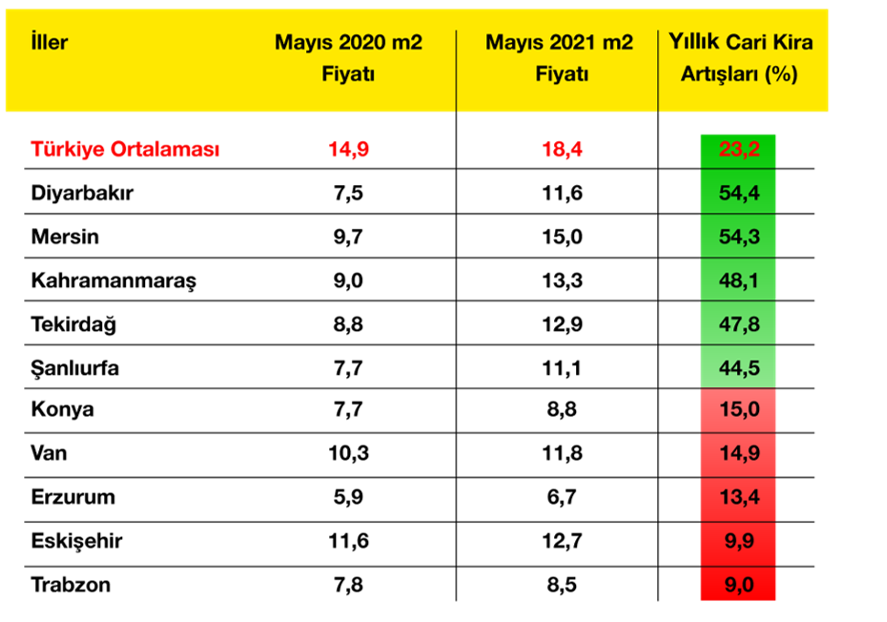 İller Mayıs 2020 m2 Fiyatı Mayıs 2021 m2 Fiyatı Yıllık Cari Kira Artışları (%)
Türkiye Ortalaması 14,9 18,4 23,2
Diyarbakır 7,5 11,6 54,4
Mersin 9,7 15,0 54,3
Kahramanmaraş 9,0 13,3 48,1
Tekirdağ 8,8 12,9 47,8
Şanlıurfa 7,7 11,1 44,5
Konya 7,7 8,8 15,0
Van 10,3 11,8 14,9
Erzurum 5,9 6,7 13,4
Eskişehir 11,6 12,7 9,9
Trabzon 7,8 8,5 9,0